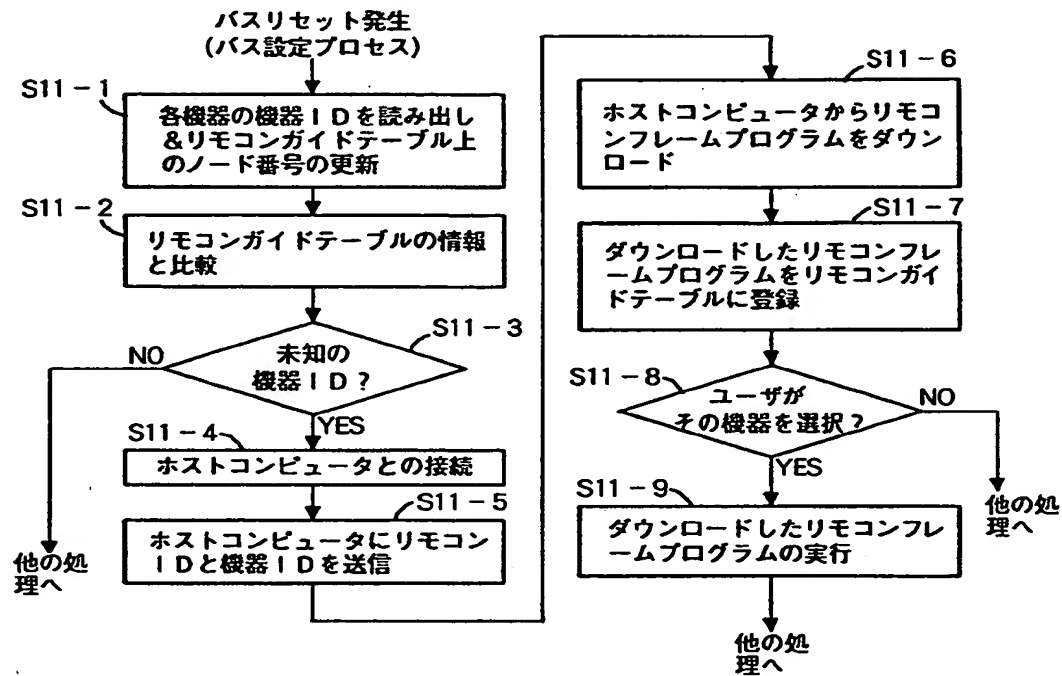 バスリセット発生
(バス設定プロセス)
S11-1
各機器の機器IDを読み出し
&リモコンガイドテーブル上
のノード番号の更新
S11-2
リモコンガイドテーブルの情報
と比較
S11-3
未知の
機器ID?
NO
YES
他の処
理へ
S11-4
ホストコンピュータとの接続
S11-5
ホストコンピュータにリモコン
IDと機器IDを送信
S11-6
ホストコンピュータからリモコ
ンフレームプログラムをダウン
ロード
S11-7
ダウンロードしたリモコンフレ
ームプログラムをリモコンガイ
ドテーブルに登録
S11-8
ユーザが
その機器を選択?
NO
YES
他の処
理へ
S11-9
ダウンロードしたリモコンフレ
ームプログラムの実行
他の処
理へ